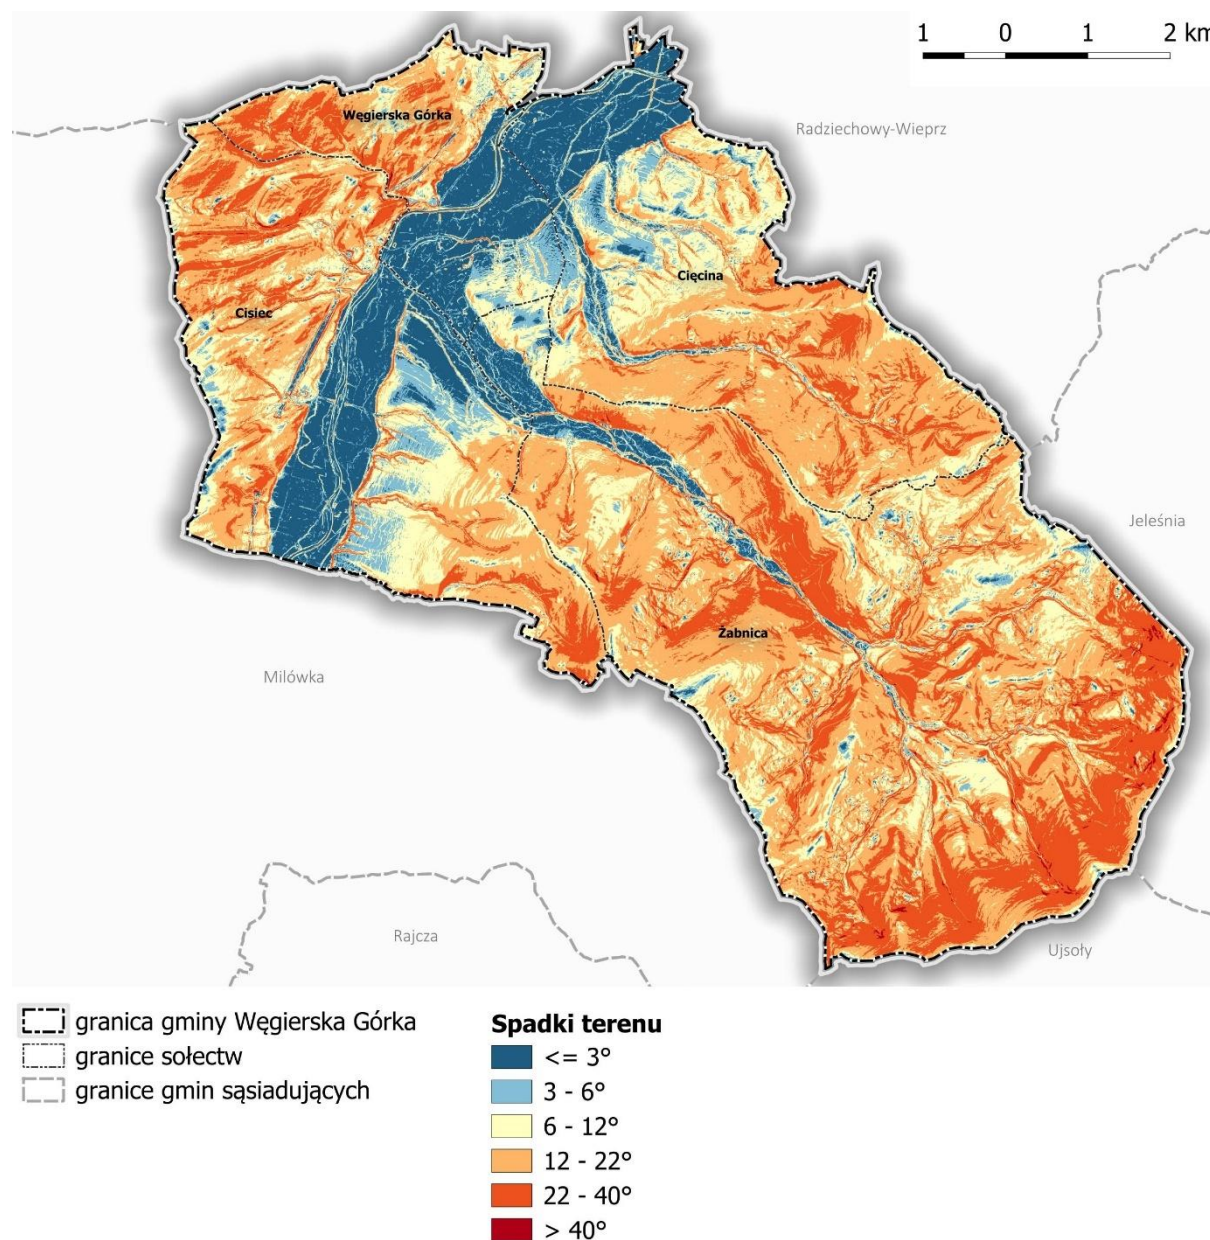 1 0 1 2 km
Węgierska Górka
Radziechowy-Wieprz
Cięcina
Cisiec
Jeleśnia
Żabnica
Milówka
Rajcza
Ujsoły
granica gminy Węgierska Górka
granice sołectw
granice gmin sąsiadujących
Spadki terenu
<= 3°
3 - 6°
6 - 12°
12 - 22°
22 - 40°
> 40°